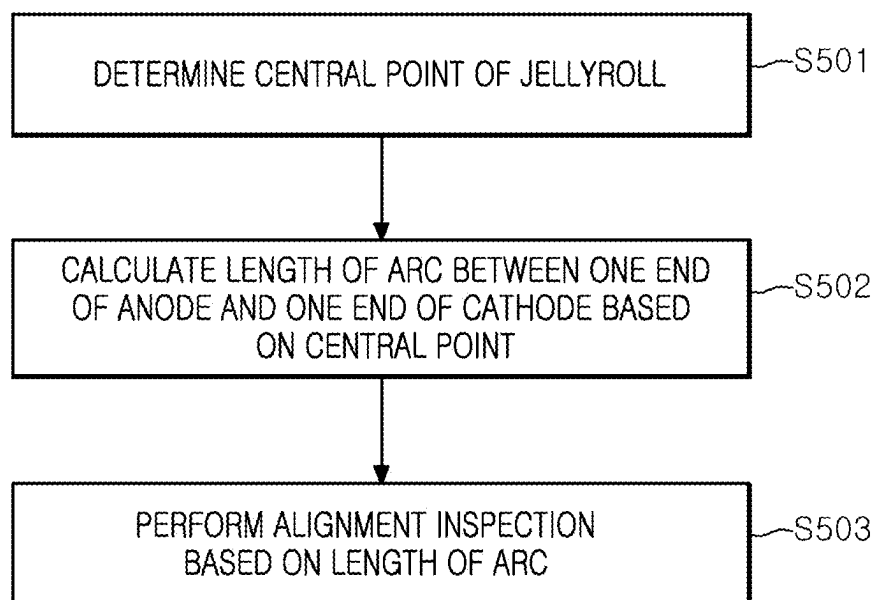 DETERMINE CENTRAL POINT OF JELLYROLL
S501
CALCULATE LENGTH OF ARC BETWEEN ONE END
OF ANODE AND ONE END OF CATHODE BASED
ON CENTRAL POINT
S502
PERFORM ALIGNMENT INSPECTION
BASED ON LENGTH OF ARC
S503